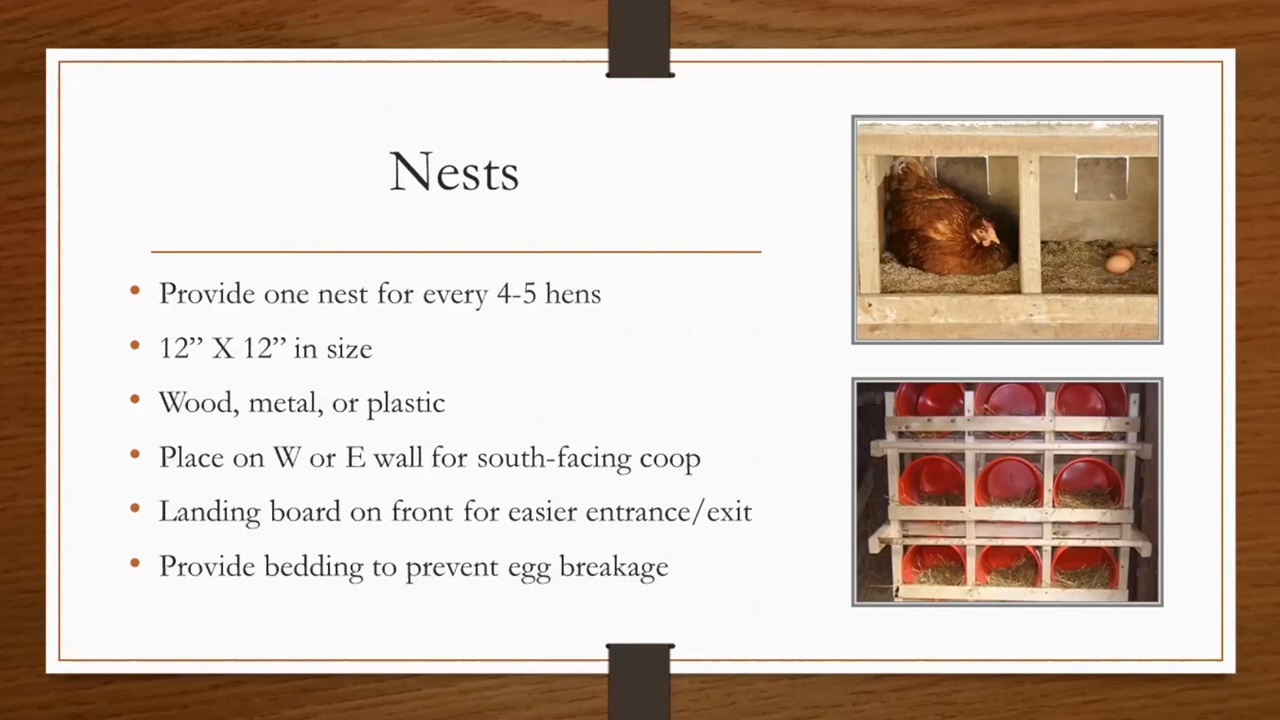 Nests
• Provide one nest for every 4-5 hens
• 12” X 12” in size
• Wood, metal, or plastic
• Place on W or E wall for south-facing coop
• Landing board on front for easier entrance/exit
• Provide bedding to prevent egg breakage